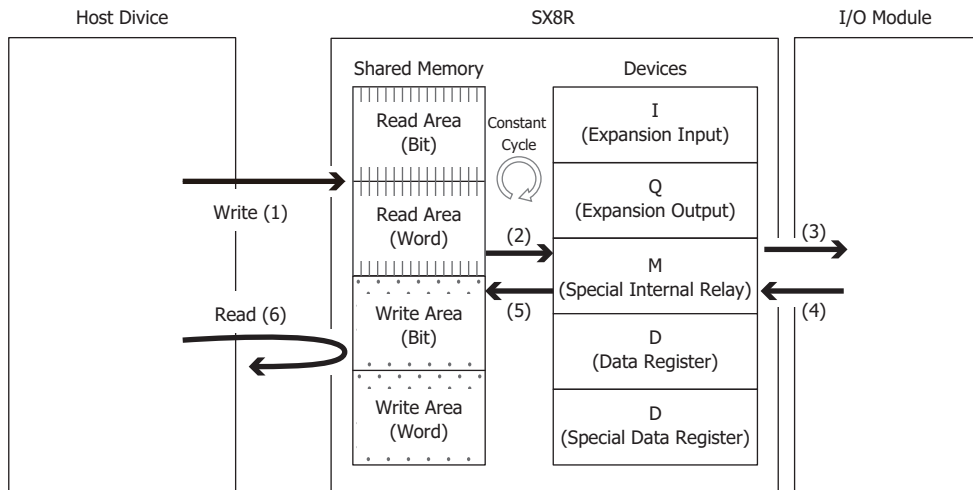 Host Divice
SX8R
I/O Module
Shared Memory
Devices
Read Area
(Bit)
Constant
Cycle
I
(Expansion Input)
Write (1)
Read Area
(Word)
Q
(Expansion Output)
(2)
(3)
M
(Special Internal Relay)
(5)
(4)
Read (6)
Write Area
(Bit)
D
(Data Register)
Write Area
(Word)
D
(Special Data Register)